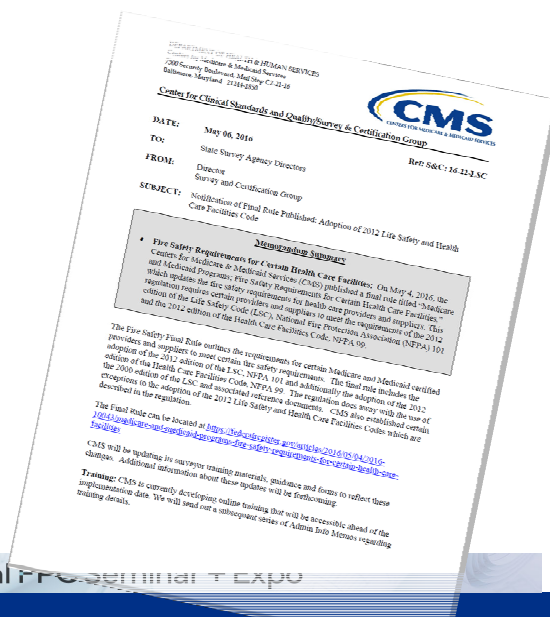 DEPARTMENT OF HEALTH & HUMAN SERVICES
Centers for Medicare & Medicaid Services
7500 Security Boulevard, Mail Stop C2-21-16
Baltimore, Maryland 21244-1850
CMS
CENTERS FOR MEDICARE & MEDICAID SERVICES
Center for Clinical Standards and Quality/Survey & Certification Group
Ref: S&C: 16-22-LSC
DATE: May 06, 2016
TO: State Survey Agency Directors
FROM: Director
Survey and Certification Group
SUBJECT: Notification of Final Rule Published: Adoption of 2012 Life Safety and Health
Care Facilities Code
Memorandum Summary
• Fire Safety Requirements for Certain Health Care Facilities: On May 4, 2016, the
Centers for Medicare & Medicaid Services (CMS) published a final rule titled "Medicare
and Medicaid Programs; Fire Safety Requirements for Certain Health Care Facilities,"
which updates the fire safety requirements for health care providers and suppliers. This
regulation requires certain providers and suppliers to meet the requirements of the 2012
edition of the Life Safety Code (LSC), National Fire Protection Association (NFPA) 101
and the 2012 edition of the Health Care Facilities Code, NFPA 99.
The Fire Safety Final Rule outlines the requirements for certain Medicare and Medicaid certified
providers and suppliers to meet certain fire safety requirements. The final rule includes the
adoption of the 2012 edition of the LSC, NFPA 101 and additionally the adoption of the 2012
edition of the Health Care Facilities Code, NFPA 99. The regulation does away with the use of
the 2000 edition of the LSC and associated reference documents. CMS also established certain
exceptions to the adoption of the 2012 Life Safety and Health Care Facilities Codes which are
described in the regulation.
The Final Rule can be located at https://federalregister.gov/articles/2016/05/04/2016-
10043/medicare-and-medicaid-programs-fire-safety-requirements-for-certain-health-care-
facilities
CMS will be updating its surveyor training materials, guidance and forms to reflect these
changes. Additional information about these updates will be forthcoming.
Training: CMS is currently developing online training that will be accessible ahead of the
implementation date. We will send out a subsequent series of Admin Info Memos regarding
training details.
Seminar + Expo